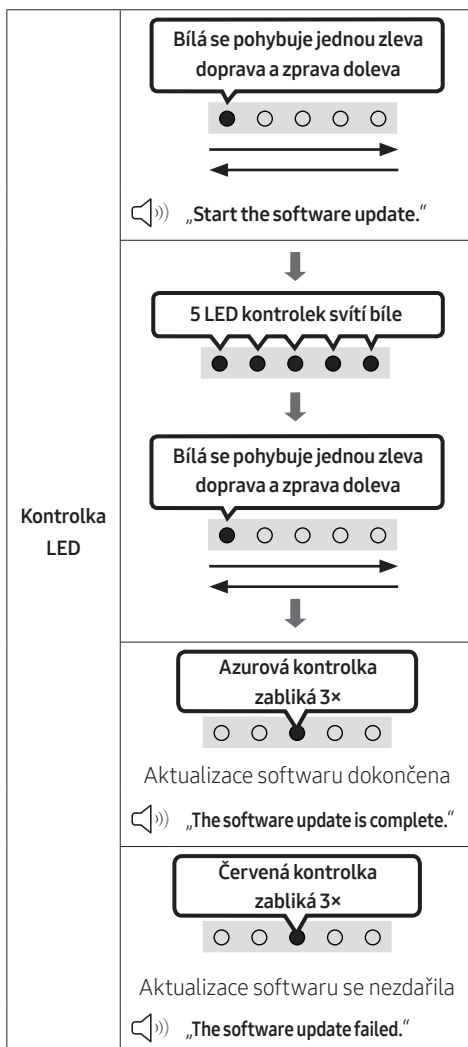 Bílá se pohybuje jednou zleva
doprava a zprava doleva
„Start the software update.“
5 LED kontrolek svítí bíle
Bílá se pohybuje jednou zleva
doprava a zprava doleva
Kontrolka
LED
Azurová kontrolka
zabliká 3×
Aktualizace softwaru dokončena
„The software update is complete.“
Červená kontrolka
zabliká 3×
Aktualizace softwaru se nezdařila
„The software update failed.“